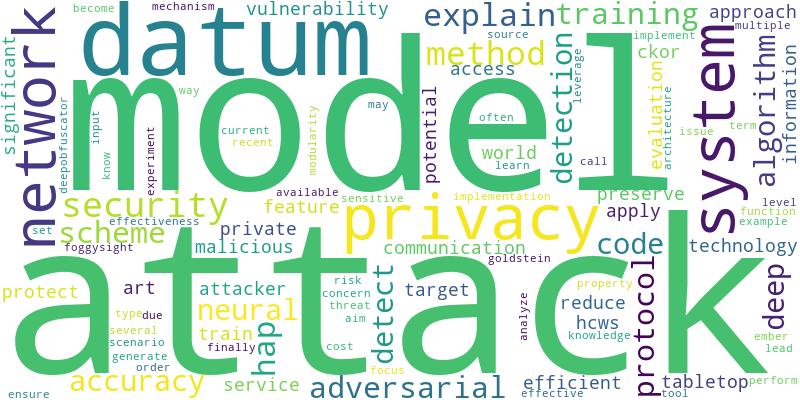 become
mechanism
vulnerability
explain
source
training
approach
multiple
implement
significant
network
datum
method
access
leverage
detection
ckor
evaluation
architecture
system
algorithm
information
deepobfuscator
input
know
way
model
current
recent
experiment
modularity
may
potential
often
world
learn
call
issue
term
security
available
sensitive
implementation
preserve
level
function
example
set
effectiveness
feature
privacy
apply
scheme
private
foggysight
malicious
communication
goldstein
code
technology
attack
protect
art
attacker
detect
risk
concern
threat
aim
target
analyze
property
reduce
protocol
deep
type
due
several
scenario
neural
hap
train
finally
generate
order
cost
focus
hcws
knowledge
ember
lead
ensure
accuracy
service
adversarial
efficient
effective
tabletop
tool
perform